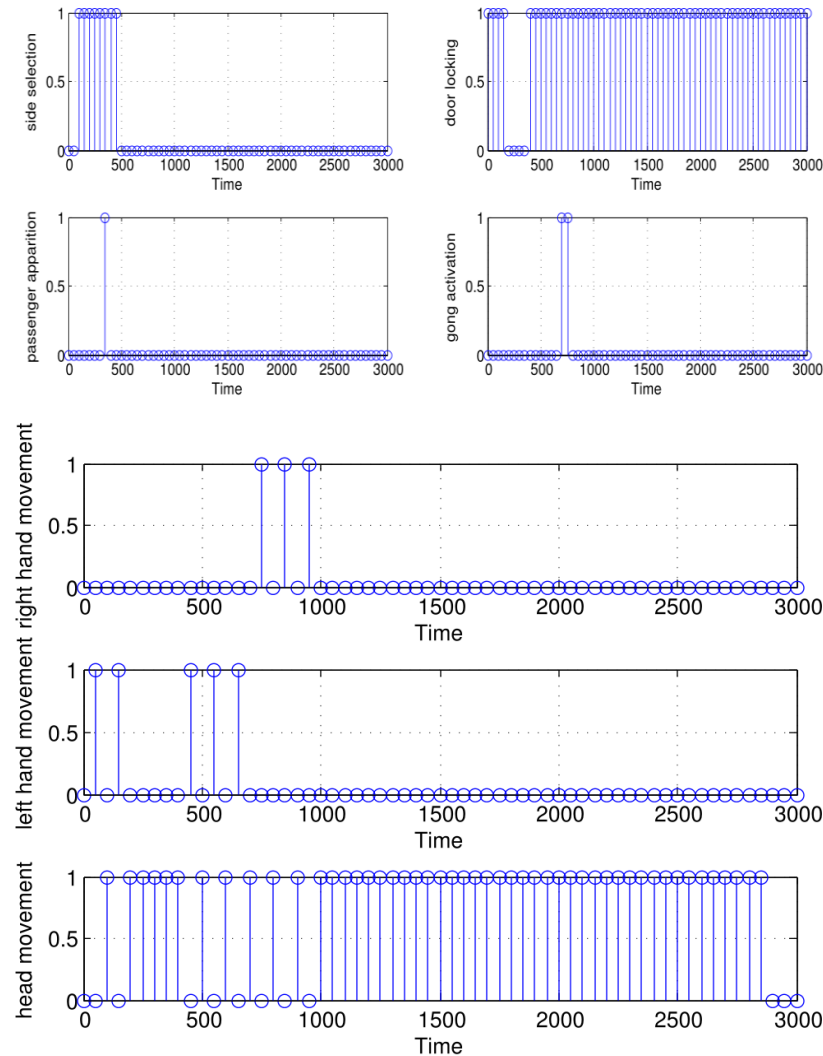 side selection
1
0.5
0
0 500 1000 1500 2000 2500 3000
Time
door locking
1
0.5
0
0 500 1000 1500 2000 2500 3000
Time
passenger apparition
1
0.5
0
0 500 1000 1500 2000 2500 3000
Time
gong activation
1
0.5
0
0 500 1000 1500 2000 2500 3000
Time
right hand movement
1
0.5
0
0 500 1000 1500 2000 2500 3000
Time
left hand movement
1
0.5
0
0 500 1000 1500 2000 2500 3000
Time
head movement
1
0.5
0
0 500 1000 1500 2000 2500 3000
Time